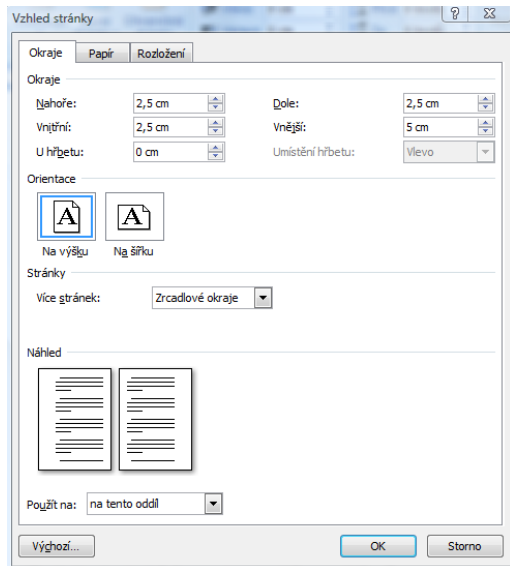 Vzhled stránky
Okraje Papír Rozložení
Okraje
Nahoře: 2,5 cm Dole: 2,5 cm
Vnitřní: 2,5 cm Vnější: 5 cm
U hřbetu: 0 cm Umístění hřbetu: Vlevo
Orientace
A A
Na výšku Na šířku
Stránky
Více stránek: Zrcadlové okraje
Náhled
Použít na: na tento oddíl
Výchozí... OK Storno